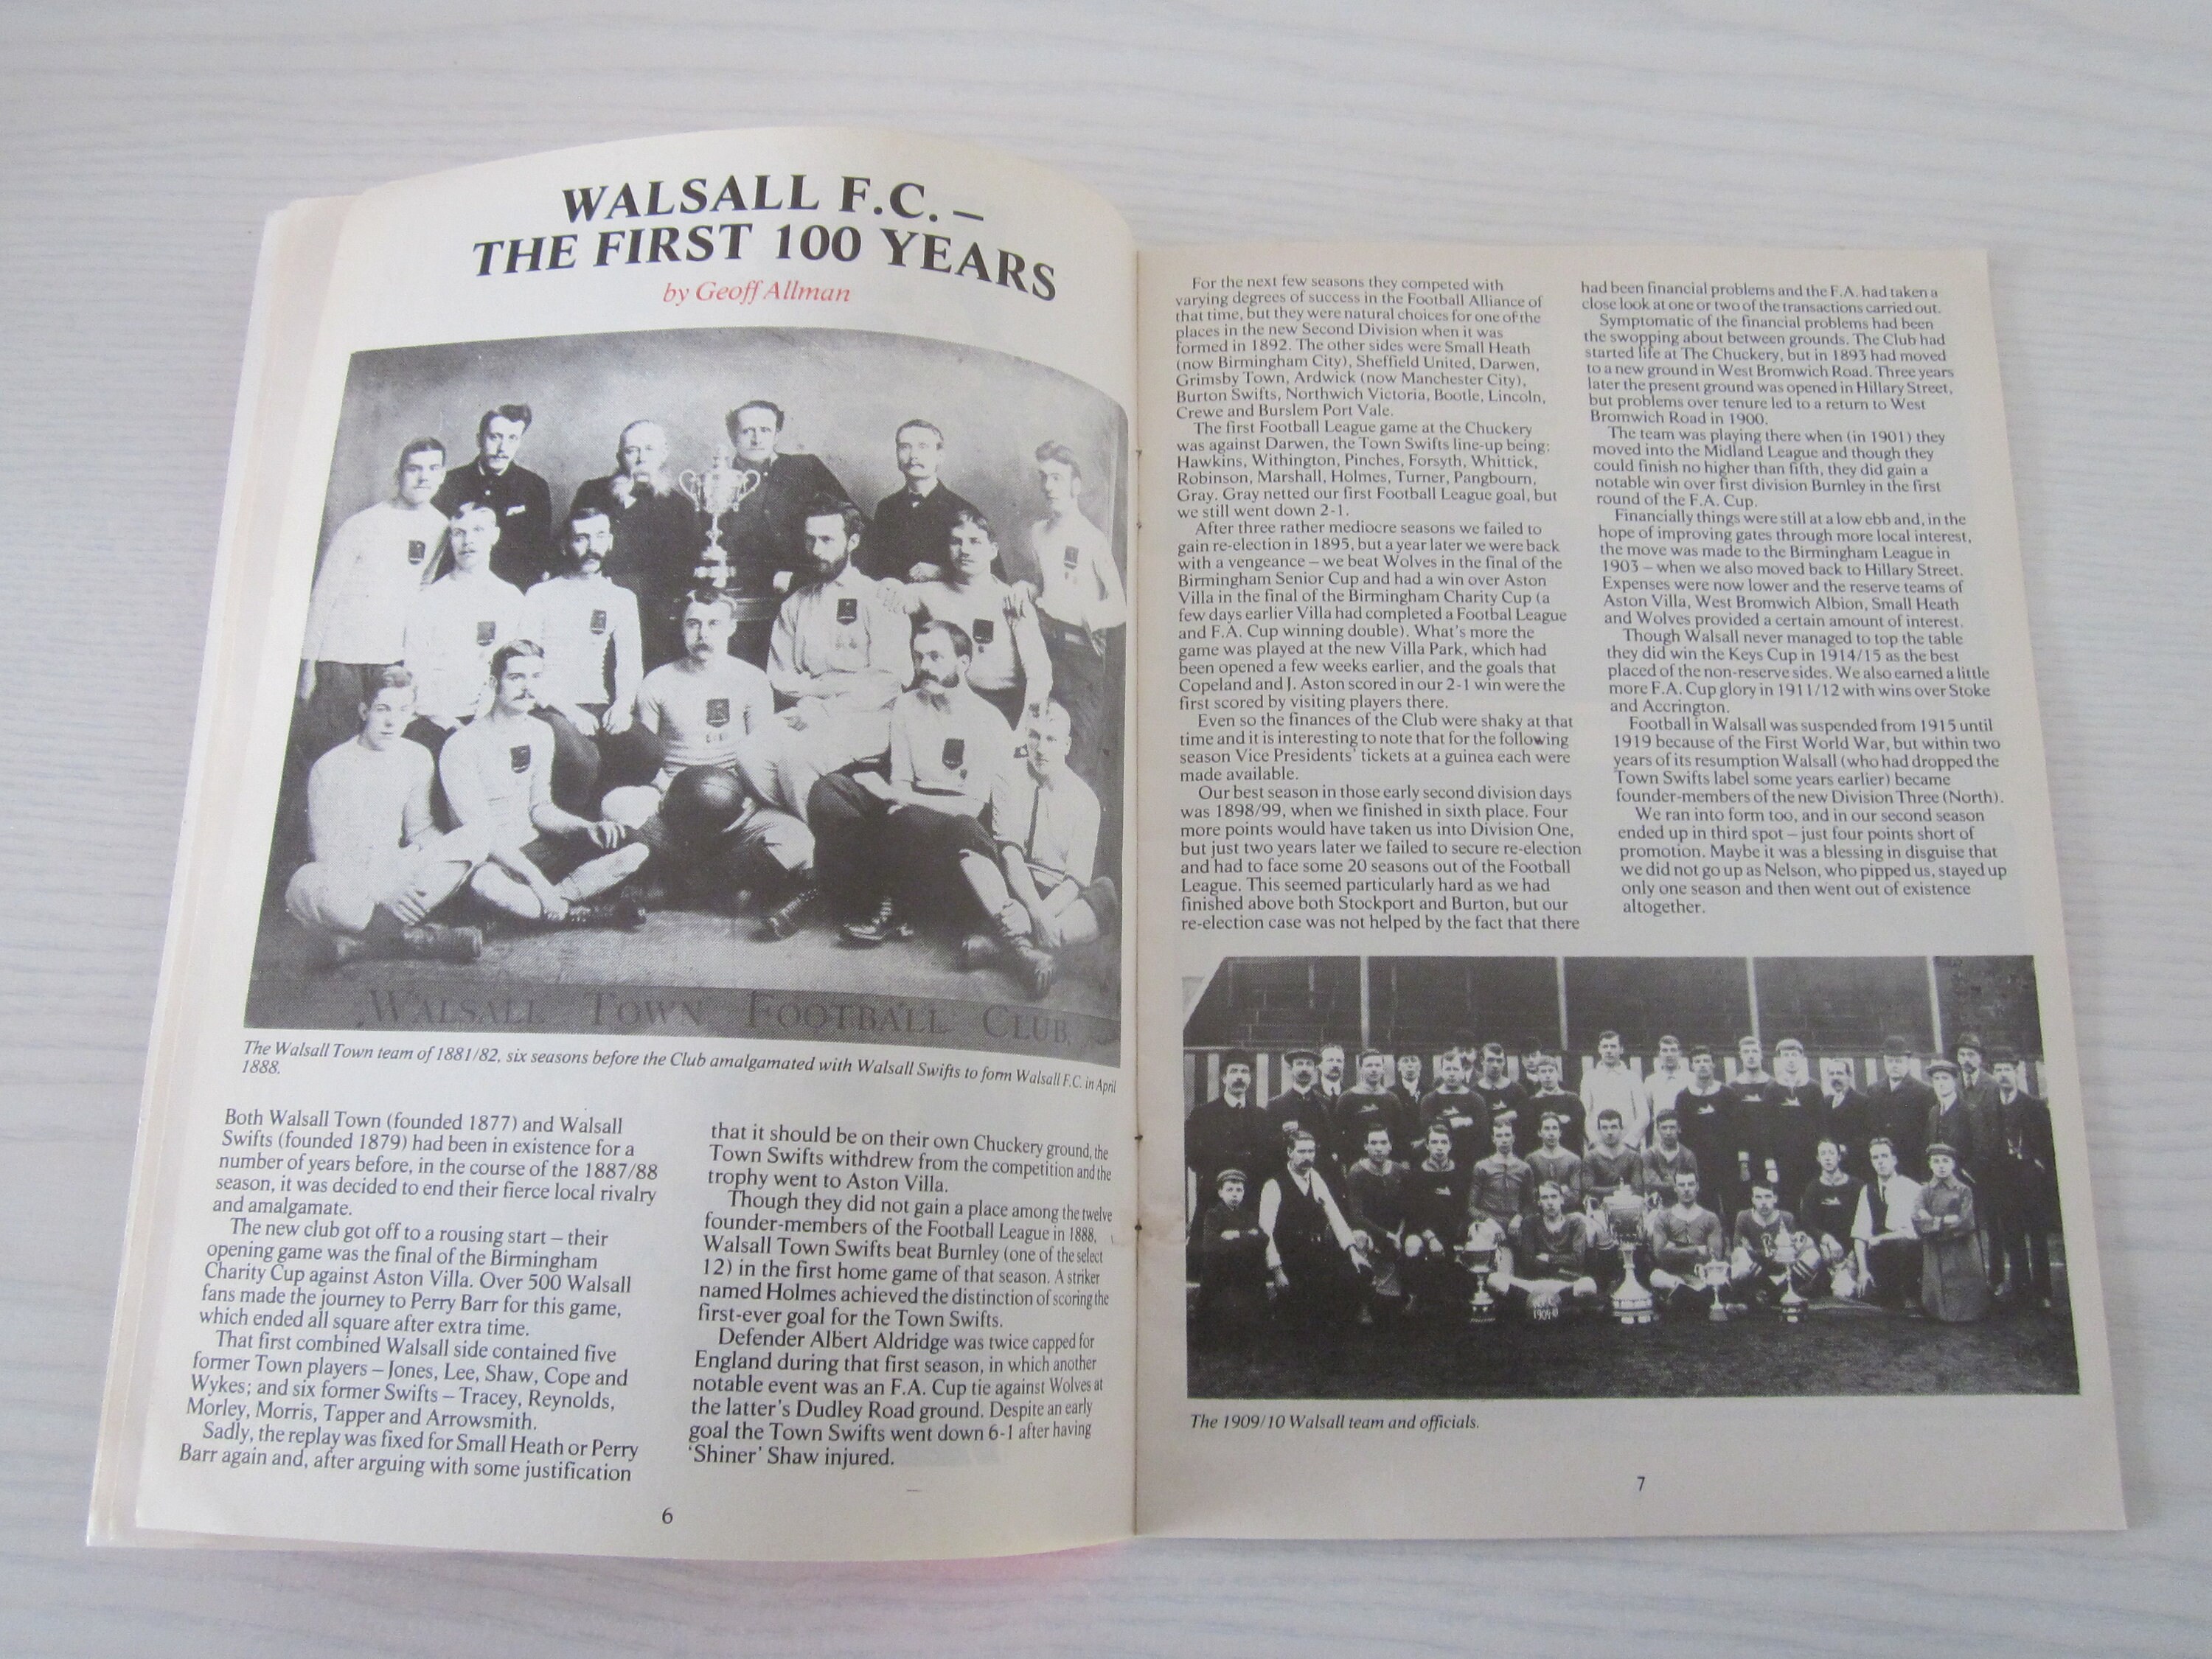 WALSALL F.C. –
THE FIRST 100 YEARS
by Geoff Allman
WALSALL TOWN FOOTBALL CLUB.
The Walsall Town team of 1881/82, six seasons before the Club amalgamated with Walsall Swifts to form Walsall F.C. in April
1888.
Both Walsall Town (founded 1877) and Walsall
Swifts (founded 1879) had been in existence for a
number of years before, in the course of the 1887/88
season, it was decided to end their fierce local rivalry
and amalgamate.
The new club got off to a rousing start – their
opening game was the final of the Birmingham
Charity Cup against Aston Villa. Over 500 Walsall
fans made the journey to Perry Barr for this game,
which ended all square after extra time.
That first combined Walsall side contained five
former Town players – Jones, Lee, Shaw, Cope and
Wykes; and six former Swifts – Tracey, Reynolds,
Morley, Morris, Tapper and Arrowsmith.
Sadly, the replay was fixed for Small Heath or Perry
Barr again and, after arguing with some justification
that it should be on their own Chuckery ground, the
Town Swifts withdrew from the competition and the
trophy went to Aston Villa.
Though they did not gain a place among the twelve
founder-members of the Football League in 1888,
Walsall Town Swifts beat Burnley (one of the select
12) in the first home game of that season. A striker
named Holmes achieved the distinction of scoring the
first-ever goal for the Town Swifts.
Defender Albert Aldridge was twice capped for
England during that first season, in which another
notable event was an F.A. Cup tie against Wolves at
the latter's Dudley Road ground. Despite an early
goal the Town Swifts went down 6-1 after having
'Shiner' Shaw injured.
6
For the next few seasons they competed with
varying degrees of success in the Football Alliance of
that time, but they were natural choices for one of the
places in the new Second Division when it was
formed in 1892. The other sides were Small Heath
(now Birmingham City), Sheffield United, Darwen,
Grimsby Town, Ardwick (now Manchester City),
Burton Swifts, Northwich Victoria, Bootle, Lincoln,
Crewe and Burslem Port Vale.
The first Football League game at the Chuckery
was against Darwen, the Town Swifts line-up being:
Hawkins, Withington, Pinches, Forsyth, Whittick,
Robinson, Marshall, Holmes, Turner, Pangbourn,
Gray. Gray netted our first Football League goal, but
we still went down 2-1.
After three rather mediocre seasons we failed to
gain re-election in 1895, but a year later we were back
with a vengeance – we beat Wolves in the final of the
Birmingham Senior Cup and had a win over Aston
Villa in the final of the Birmingham Charity Cup (a
few days earlier Villa had completed a Footbal League
and F.A. Cup winning double). What's more the
game was played at the new Villa Park, which had
been opened a few weeks earlier, and the goals that
Copeland and J. Aston scored in our 2-1 win were the
first scored by visiting players there.
Even so the finances of the Club were shaky at that
time and it is interesting to note that for the following
season Vice Presidents' tickets at a guinea each were
made available.
Our best season in those early second division days
was 1898/99, when we finished in sixth place. Four
more points would have taken us into Division One,
but just two years later we failed to secure re-election
and had to face some 20 seasons out of the Football
League. This seemed particularly hard as we had
finished above both Stockport and Burton, but our
re-election case was not helped by the fact that there
had been financial problems and the F.A. had taken a
close look at one or two of the transactions carried out.
Symptomatic of the financial problems had been
the swopping about between grounds. The Club had
started life at The Chuckery, but in 1893 had moved
to a new ground in West Bromwich Road. Three years
later the present ground was opened in Hillary Street,
but problems over tenure led to a return to West
Bromwich Road in 1900.
The team was playing there when (in 1901) they
moved into the Midland League and though they
could finish no higher than fifth, they did gain a
notable win over first division Burnley in the first
round of the F.A. Cup.
Financially things were still at a low ebb and, in the
hope of improving gates through more local interest,
the move was made to the Birmingham League in
1903 – when we also moved back to Hillary Street.
Expenses were now lower and the reserve teams of
Aston Villa, West Bromwich Albion, Small Heath
and Wolves provided a certain amount of interest.
Though Walsall never managed to top the table
they did win the Keys Cup in 1914/15 as the best
placed of the non-reserve sides. We also earned a little
more F.A. Cup glory in 1911/12 with wins over Stoke
and Accrington.
Football in Walsall was suspended from 1915 until
1919 because of the First World War, but within two
years of its resumption Walsall (who had dropped the
Town Swifts label some years earlier) became
founder-members of the new Division Three (North).
We ran into form too, and in our second season
ended up in third spot – just four points short of
promotion. Maybe it was a blessing in disguise that
we did not go up as Nelson, who pipped us, stayed up
only one season and then went out of existence
altogether.
The 1909/10 Walsall team and officials.
7